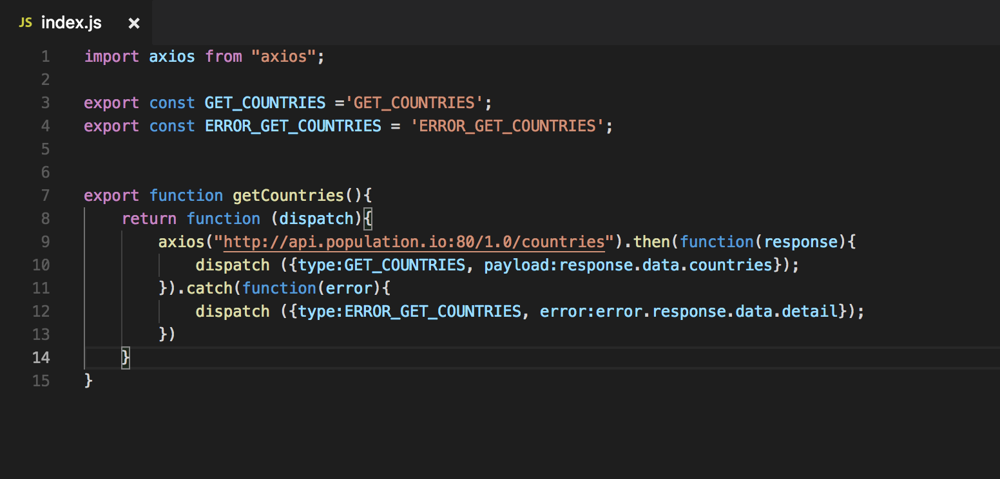 JS index.js ×
1 import axios from "axios";
2
3 export const GET_COUNTRIES ='GET_COUNTRIES';
4 export const ERROR_GET_COUNTRIES = 'ERROR_GET_COUNTRIES';
5
6
7 export function getCountries(){
8     return function (dispatch){
9         axios("http://api.population.io:80/1.0/countries").then(function(response){
10             dispatch ({type:GET_COUNTRIES, payload:response.data.countries});
11         }).catch(function(error){
12             dispatch ({type:ERROR_GET_COUNTRIES, error:error.response.data.detail});
13         })
14     }
15 }